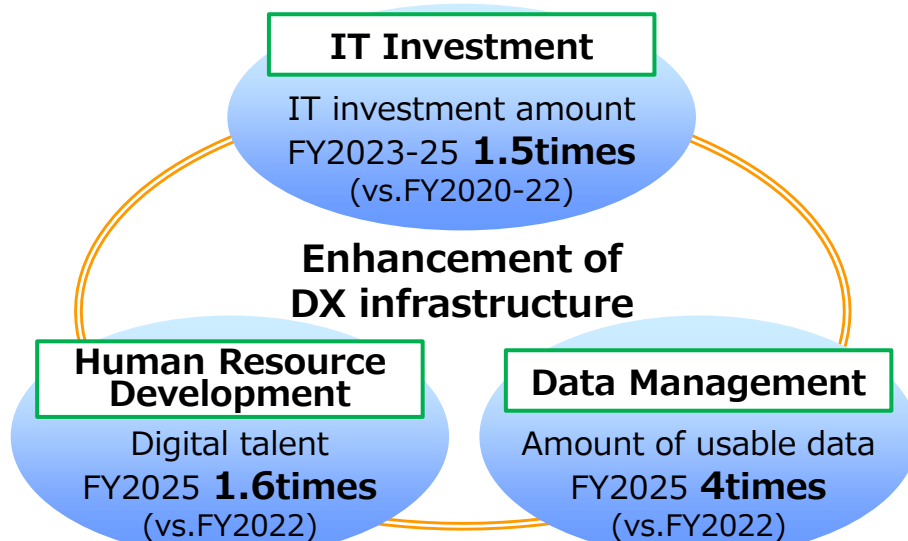 IT Investment
IT investment amount
FY2023-25 1.5times
(vs.FY2020-22)
Enhancement of
DX infrastructure
Human Resource
Development
Digital talent
FY2025 1.6times
(vs.FY2022)
Data Management
Amount of usable data
FY2025 4times
(vs.FY2022)